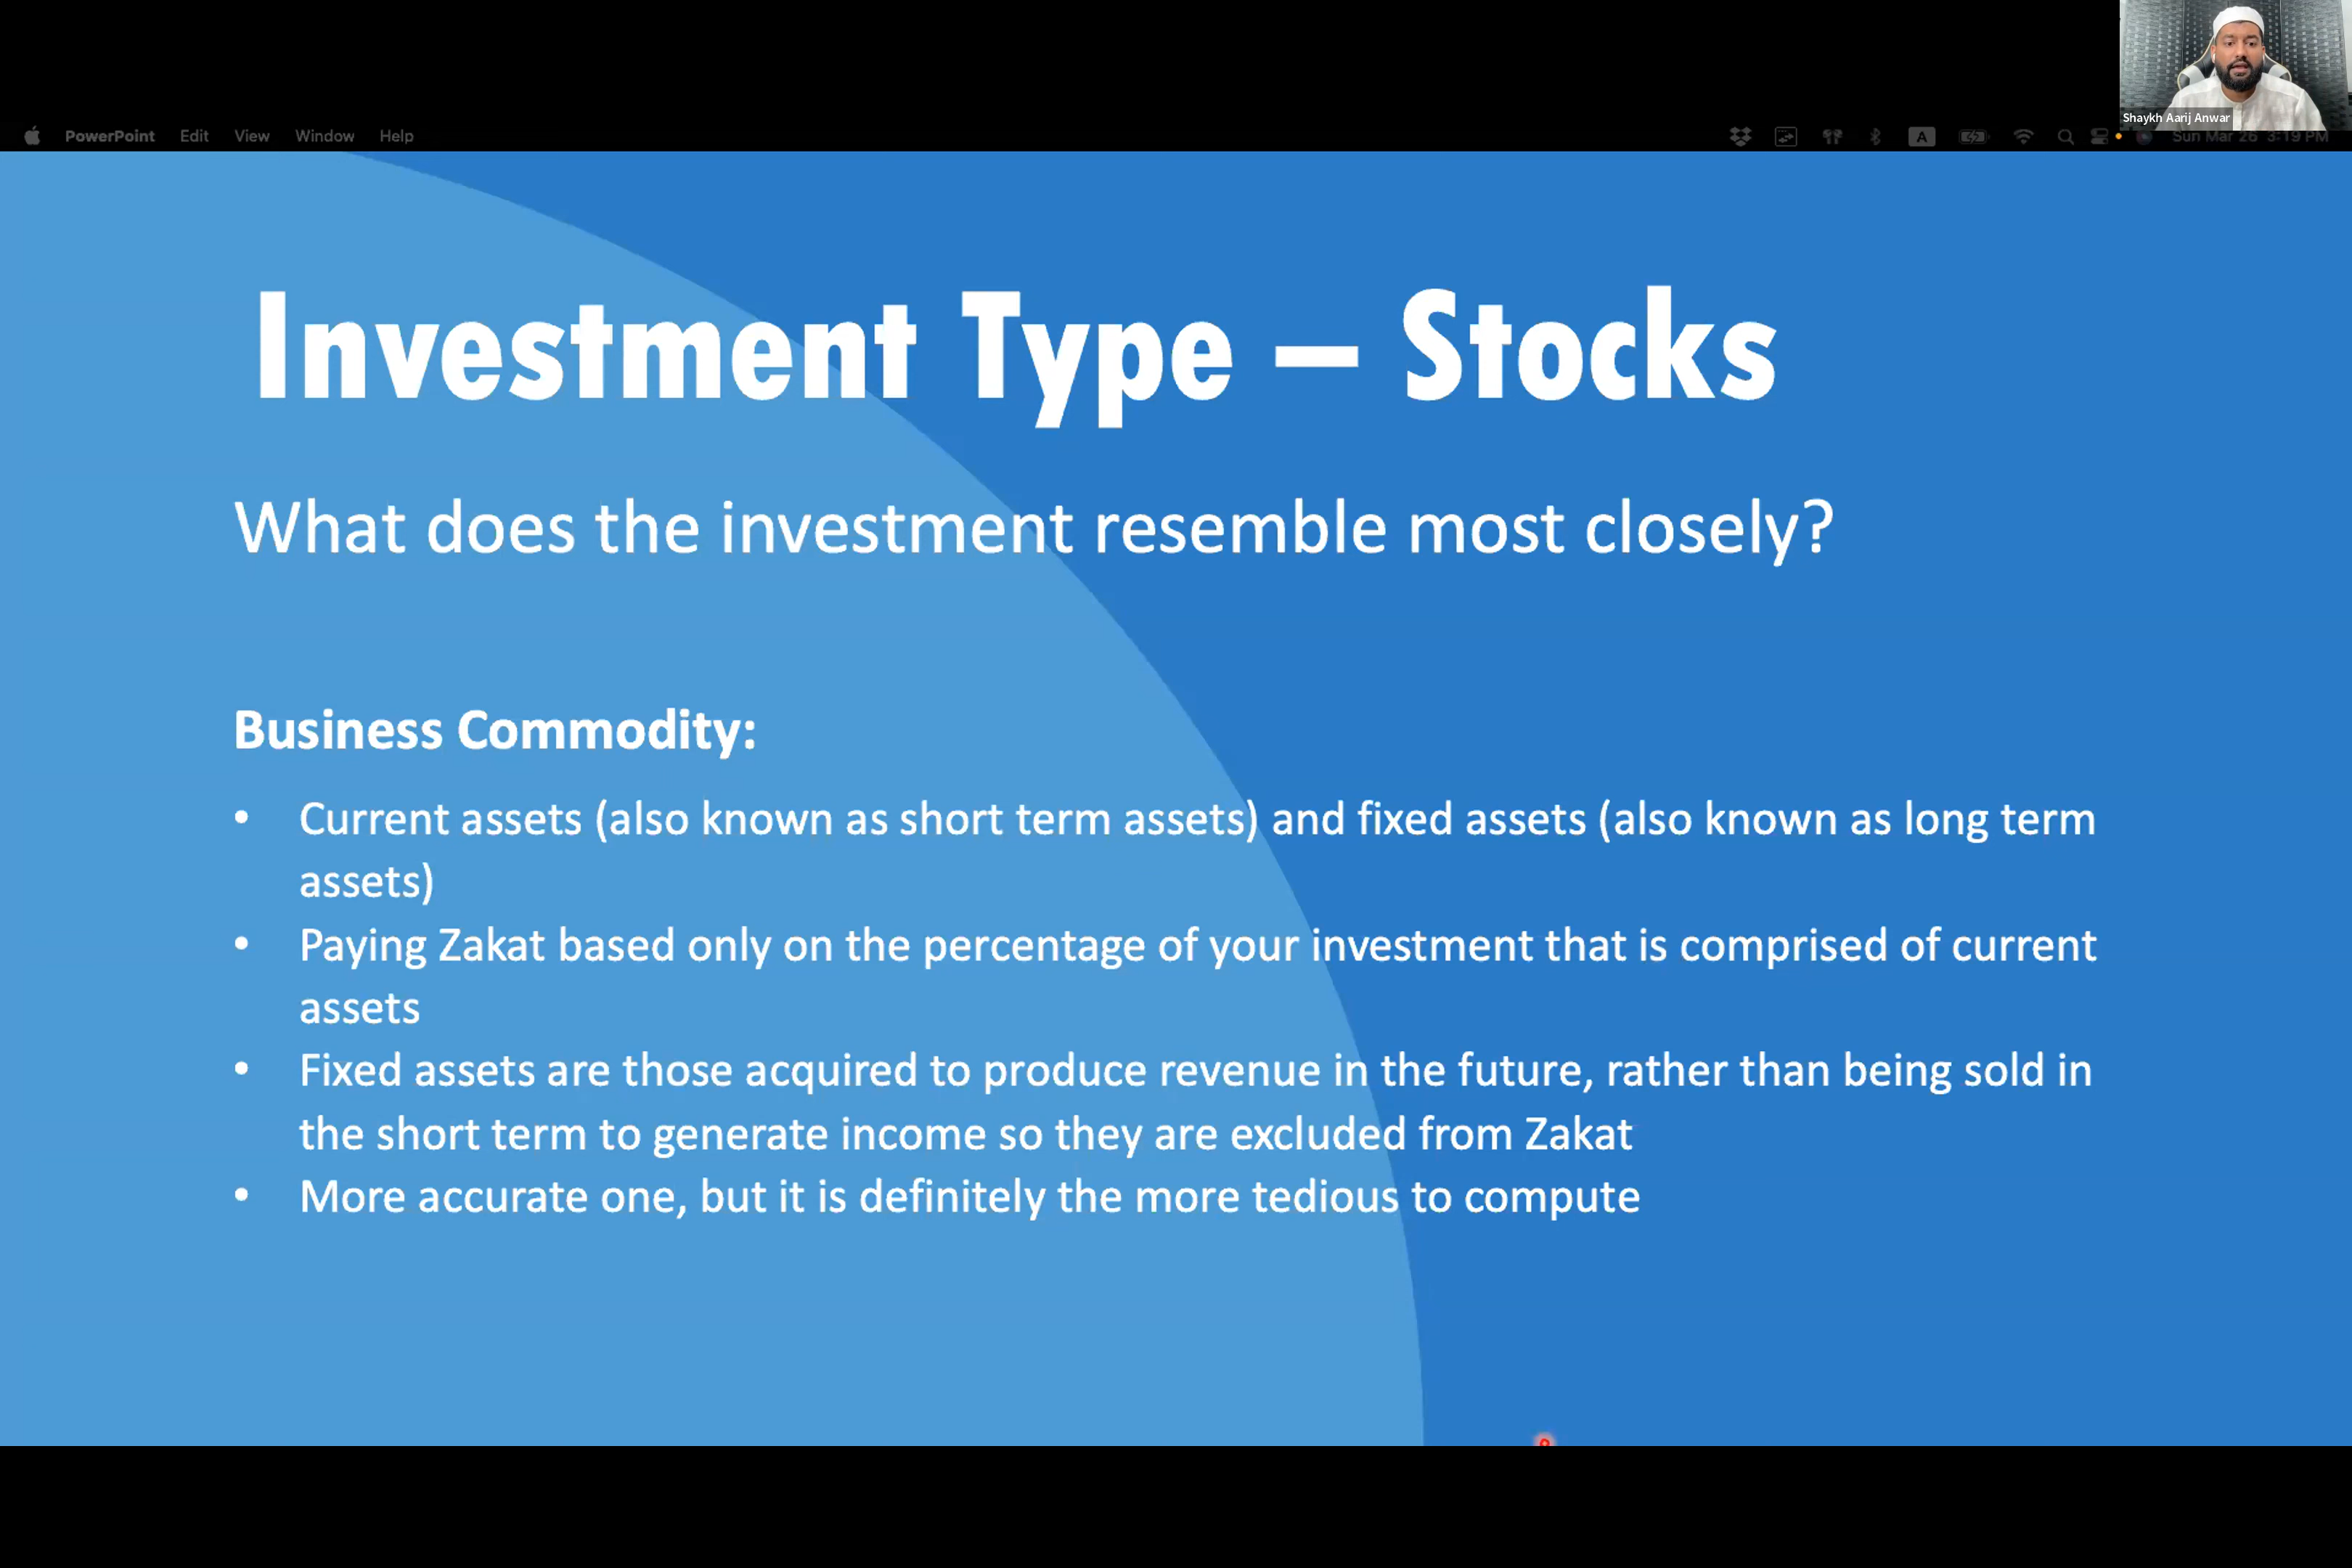 Shaykh Aarij Anwar
PowerPoint Edit View Window Help
A
Sun Mar 26 3:19 PM
Investment Type – Stocks
What does the investment resemble most closely?
Business Commodity:
• Current assets (also known as short term assets) and fixed assets (also known as long term
assets)
• Paying Zakat based only on the percentage of your investment that is comprised of current
assets
• Fixed assets are those acquired to produce revenue in the future, rather than being sold in
the short term to generate income so they are excluded from Zakat
• More accurate one, but it is definitely the more tedious to compute